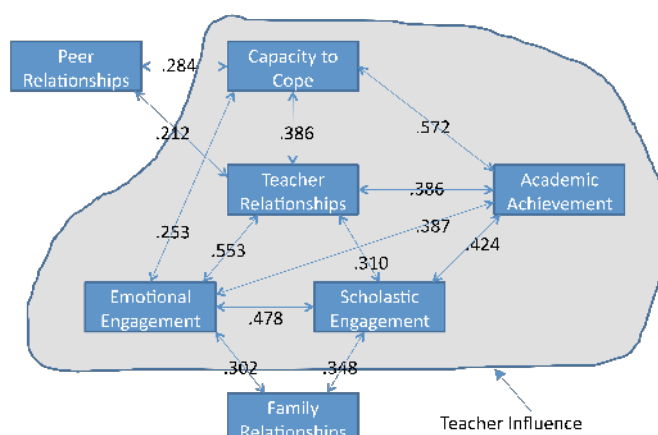 Peer
Relationships
.284
Capacity to
Cope
.212
.386
.572
Teacher
Relationships
.386
Academic
Achievement
.387
.253
.553
.310
.424
Emotional
Engagement
.478
Scholastic
Engagement
.302
.348
Family
Relationships
Teacher Influence